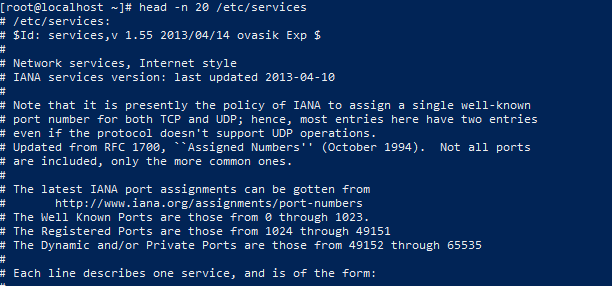 [root@localhost ~]# head -n 20 /etc/services
# /etc/services:
# $Id: services,v 1.55 2013/04/14 ovasik Exp $
#
# Network services, Internet style
# IANA services version: last updated 2013-04-10
#
# Note that it is presently the policy of IANA to assign a single well-known
# port number for both TCP and UDP; hence, most entries here have two entries
# even if the protocol doesn't support UDP operations.
# Updated from RFC 1700, ``Assigned Numbers'' (October 1994).  Not all ports
# are included, only the more common ones.
#
# The latest IANA port assignments can be gotten from
#       http://www.iana.org/assignments/port-numbers
# The Well Known Ports are those from 0 through 1023.
# The Registered Ports are those from 1024 through 49151
# The Dynamic and/or Private Ports are those from 49152 through 65535
#
# Each line describes one service, and is of the form:
#